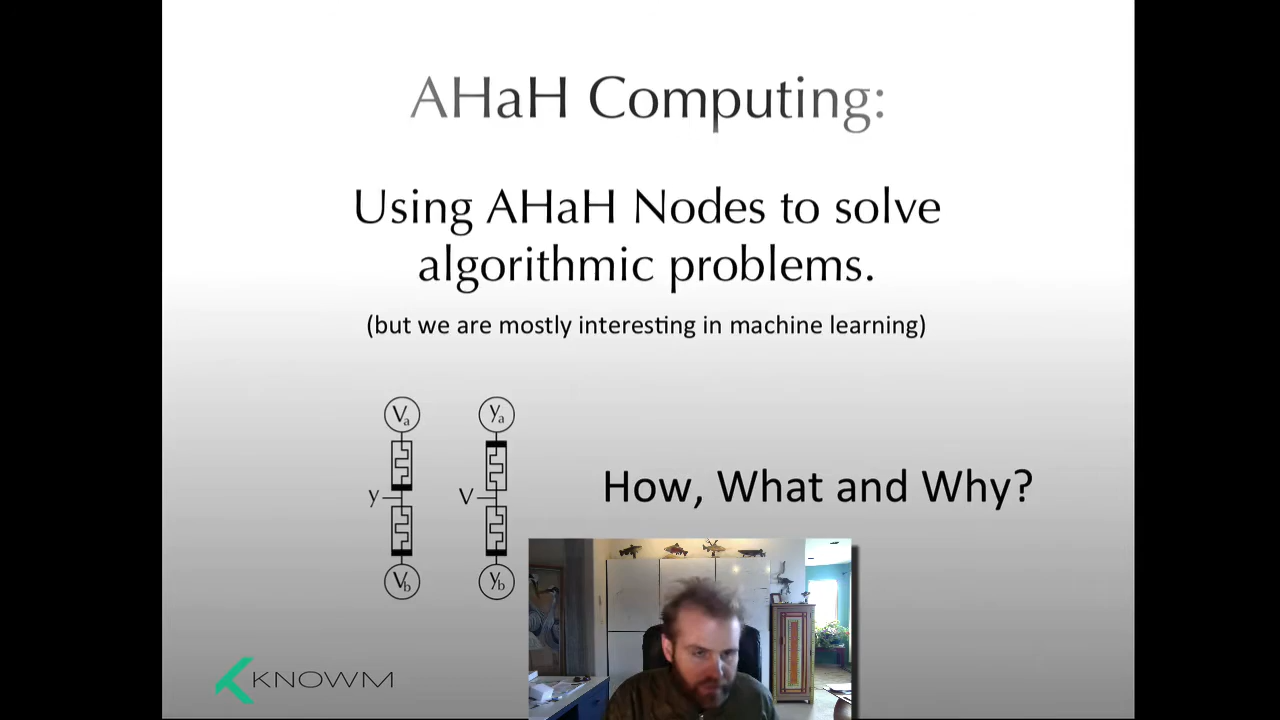 AHaH Computing:
Using AHaH Nodes to solve
algorithmic problems.
(but we are mostly interesting in machine learning)
Va
ya
y
V
Vb
yb
How, What and Why?
KNOWM